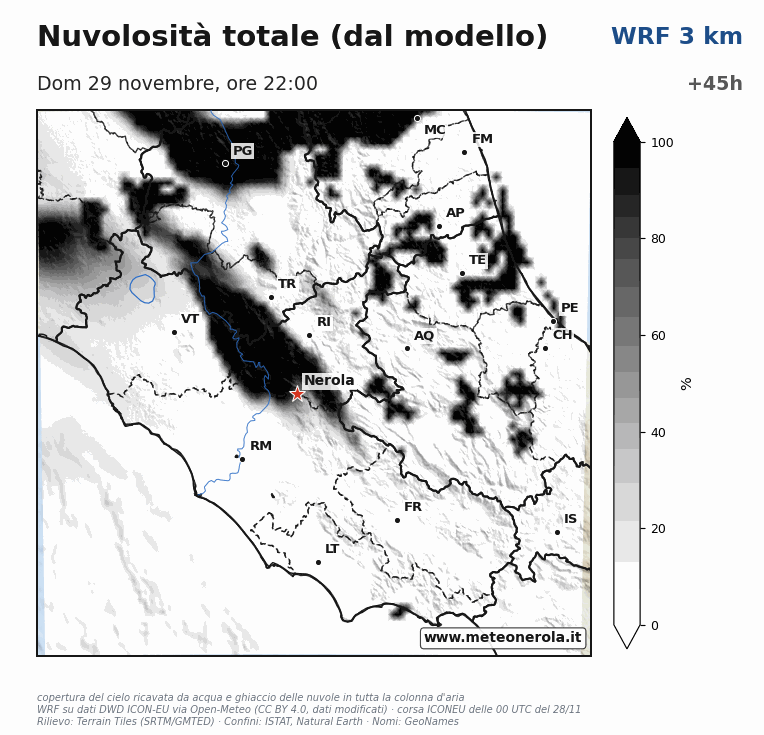 Nuvolosità totale (dal modello)
WRF 3 km
Dom 29 novembre, ore 22:00
+45h
MC
FM
PG
AP
TE
TR
PE
VT
RI
AQ
CH
Nerola
RM
FR
IS
LT
www.meteonerola.it
100
80
60
40
20
0
%
copertura del cielo ricavata da acqua e ghiaccio delle nuvole in tutta la colonna d'aria
WRF su dati DWD ICON-EU via Open-Meteo (CC BY 4.0, dati modificati) · corsa ICONEU delle 00 UTC del 28/11
Rilievo: Terrain Tiles (SRTM/GMTED) · Confini: ISTAT, Natural Earth · Nomi: GeoNames